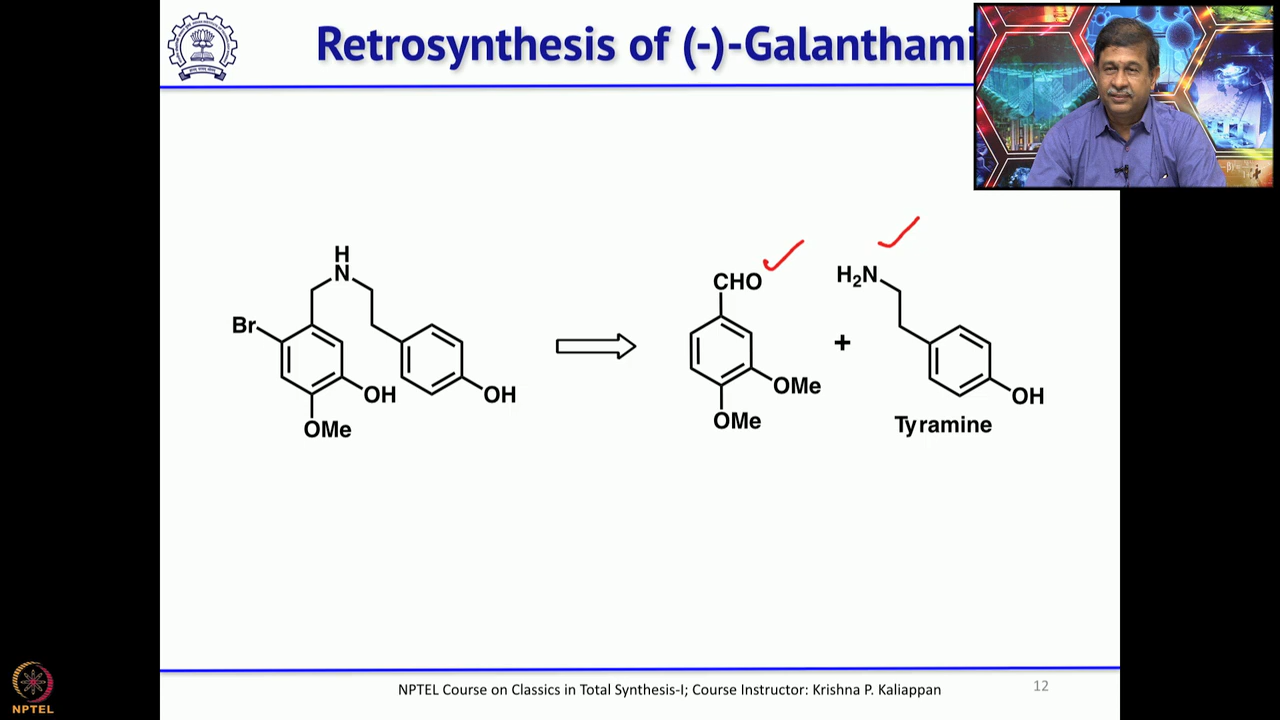 Retrosynthesis of (-)-Galanthami
H
N
Br
OH
OMe
OH
CHO
OMe
OMe
+
H₂N
OH
Tyramine
NPTEL Course on Classics in Total Synthesis-I; Course Instructor: Krishna P. Kaliappan
12
NPTEL